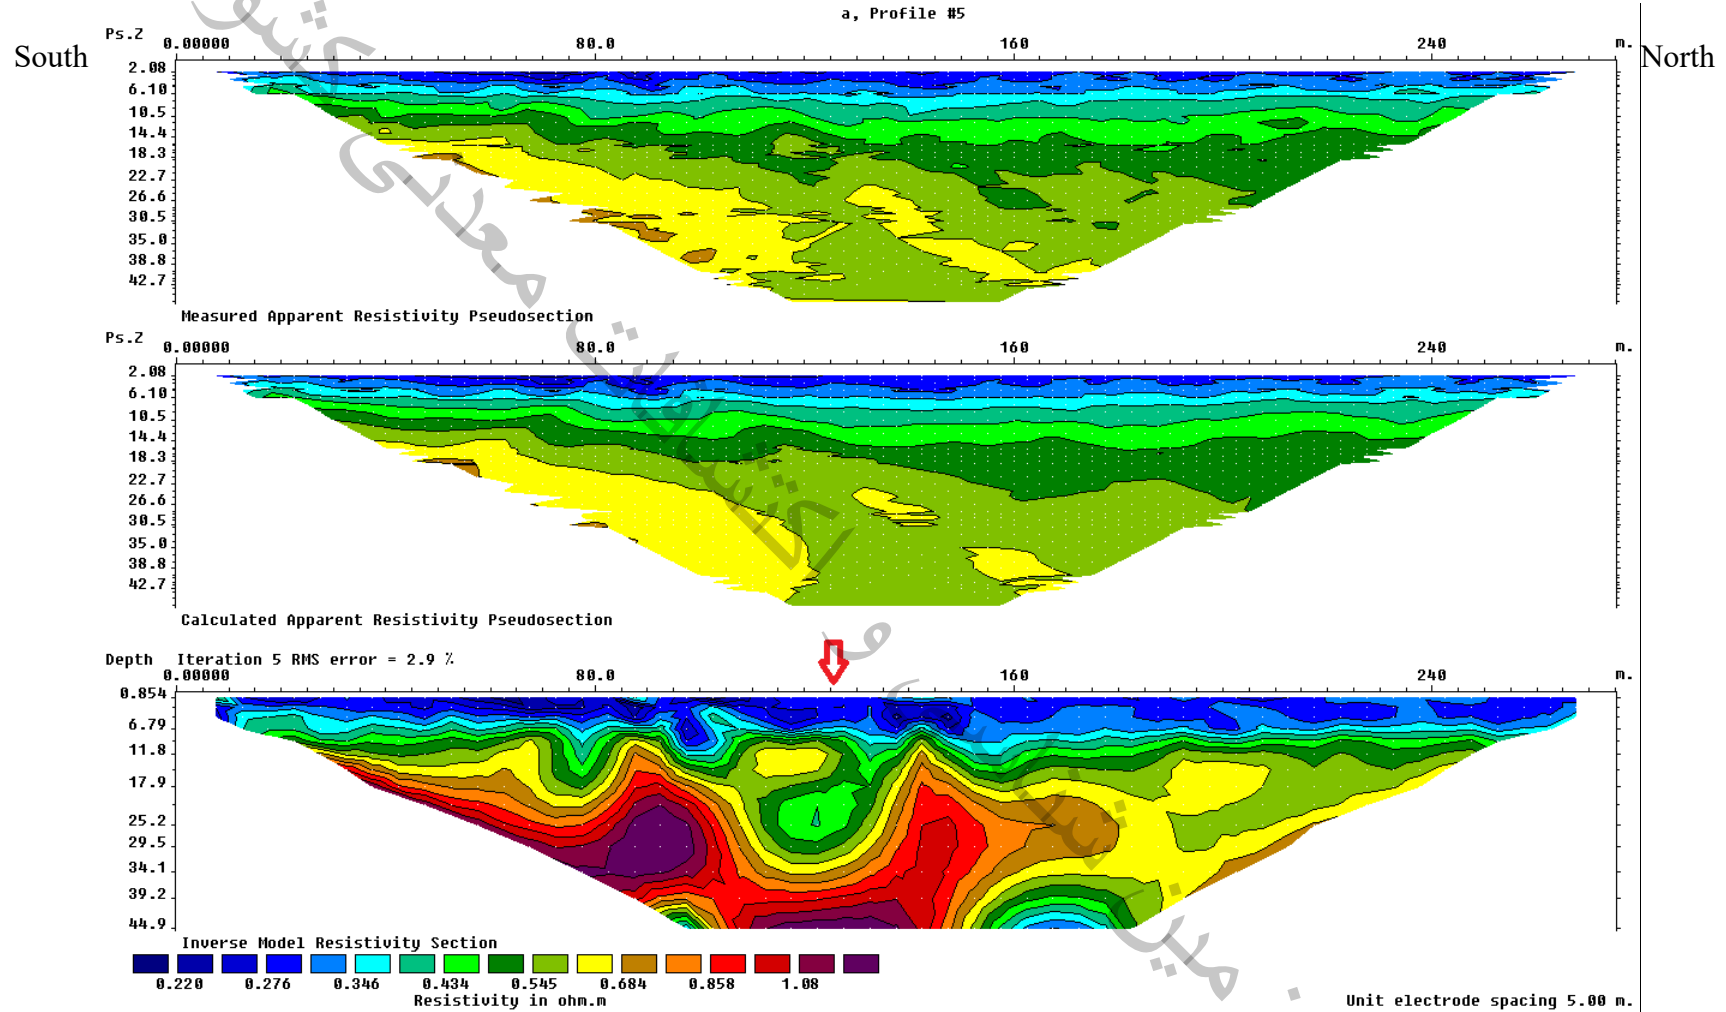 a, Profile #5
South
North
Ps.Z
0.00000 80.0 160 240 m.
2.08
6.10
10.5
14.4
18.3
22.7
26.6
30.5
35.0
38.8
42.7
Measured Apparent Resistivity Pseudosection
Ps.Z
0.00000 80.0 160 240 m.
2.08
6.10
10.5
14.4
18.3
22.7
26.6
30.5
35.0
38.8
42.7
Calculated Apparent Resistivity Pseudosection
Depth Iteration 5 RMS error = 2.9 %
0.00000 80.0 160 240 m.
0.854
6.79
11.8
17.9
25.2
29.5
34.1
39.2
44.9
Inverse Model Resistivity Section
0.220 0.276 0.346 0.434 0.545 0.684 0.858 1.08
Resistivity in ohm.m
Unit electrode spacing 5.00 m.